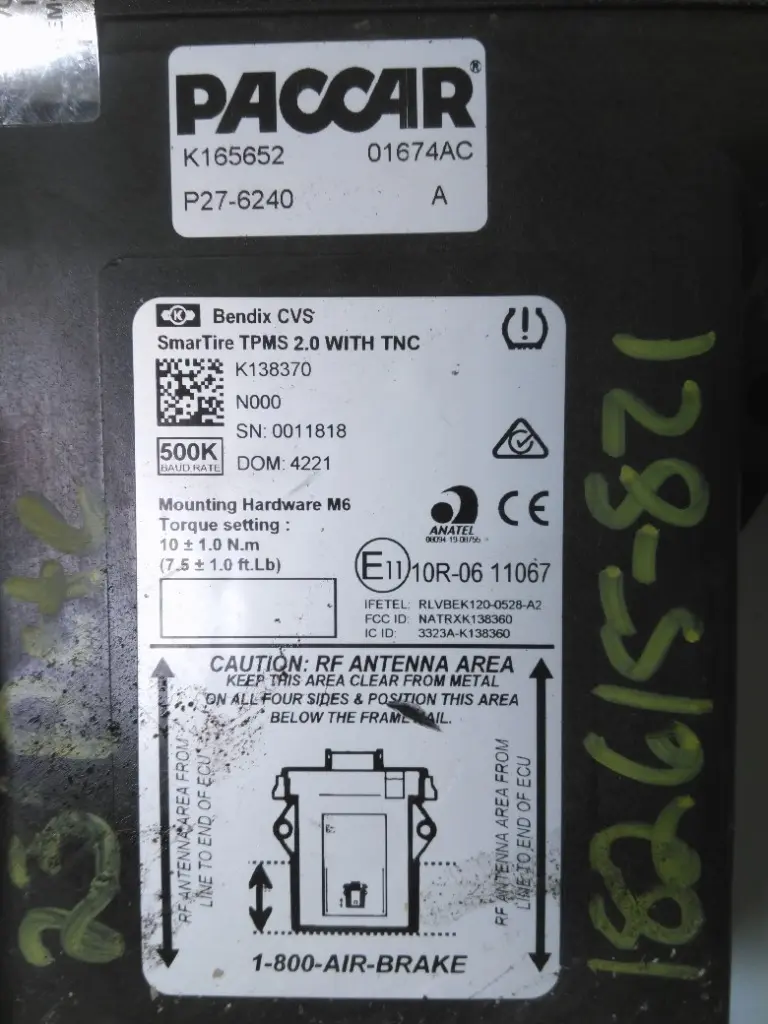 PACCAR®
K165652 01674AC
P27-6240 A
Bendix CVS
SmarTire TPMS 2.0 WITH TNC
K138370
N000
SN: 0011818
500K
BAUD RATE
DOM: 4221
Mounting Hardware M6
Torque setting :
10 ± 1.0 N.m
(7.5 ± 1.0 ft.Lb)
ANATEL
CE
E11 10R-06 11067
IFETEL: RLVBEK120-0528-A2
FCC ID: NATRXK138360
IC ID: 3323A-K138360
CAUTION: RF ANTENNA AREA
KEEP THIS AREA CLEAR FROM METAL
ON ALL FOUR SIDES & POSITION THIS AREA
BELOW THE FRAME RAIL.
RF ANTENNA AREA FROM
LINE TO END OF ECU
RF ANTENNA AREA FROM
LINE TO END OF ECU
1-800-AIR-BRAKE